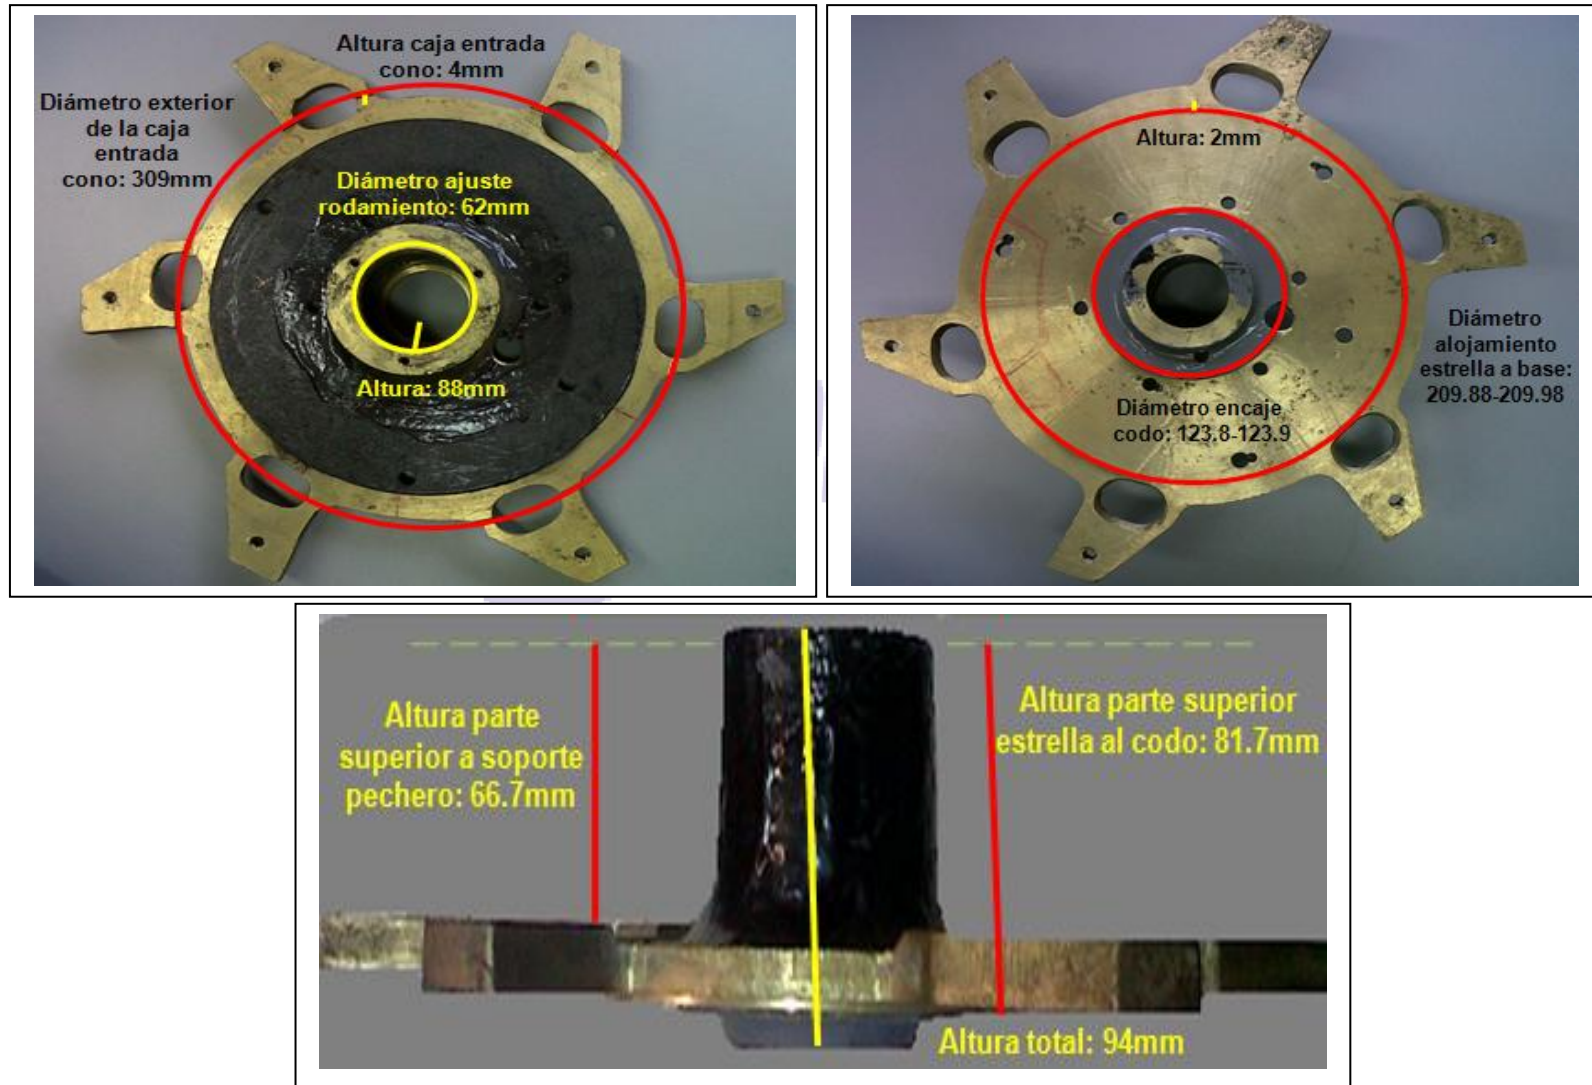 Altura caja entrada
cono: 4mm
Diámetro exterior
de la caja
entrada
cono: 309mm
Diámetro ajuste
rodamiento: 62mm
Altura: 88mm
Altura: 2mm
Diámetro encaje
codo: 123.8-123.9
Diámetro
alojamiento
estrella a base:
209.88-209.98
Altura parte
superior a soporte
pechero: 66.7mm
Altura parte superior
estrella al codo: 81.7mm
Altura total: 94mm